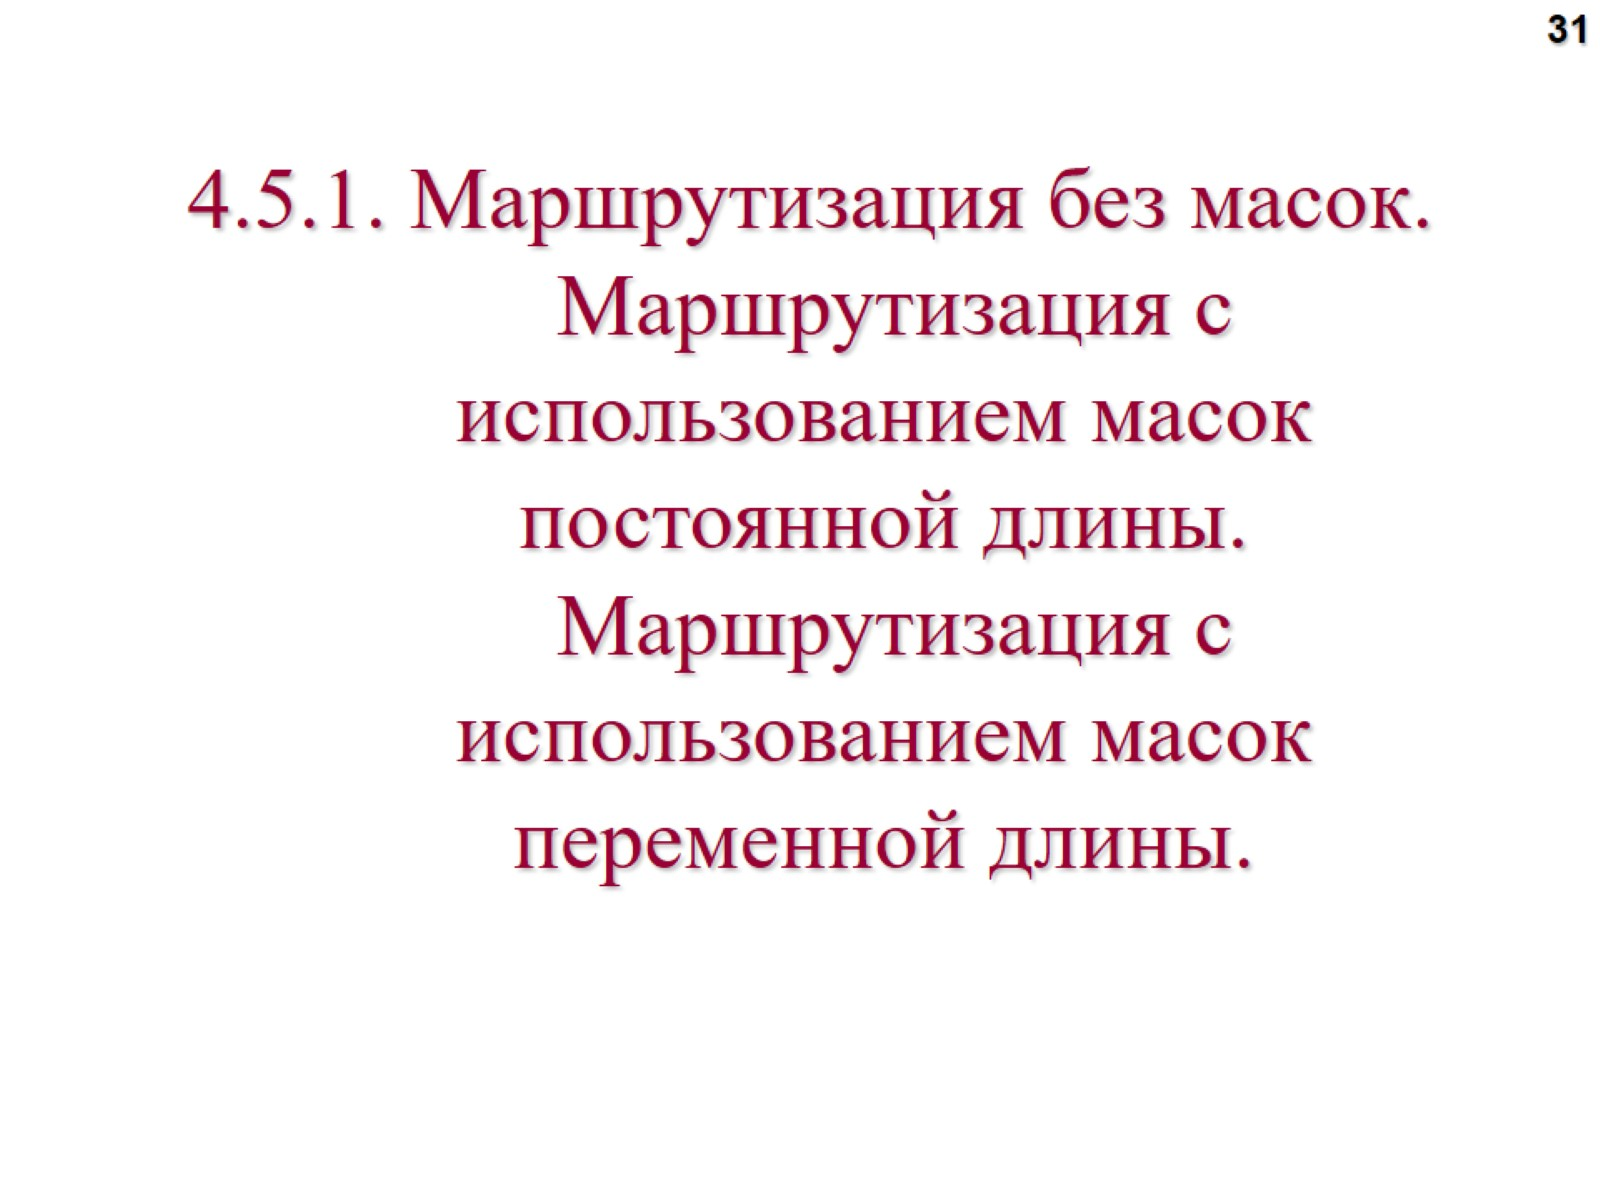 31
4.5.1. Маршрутизация без масок.
Маршрутизация с
использованием масок
постоянной длины.
Маршрутизация с
использованием масок
переменной длины.